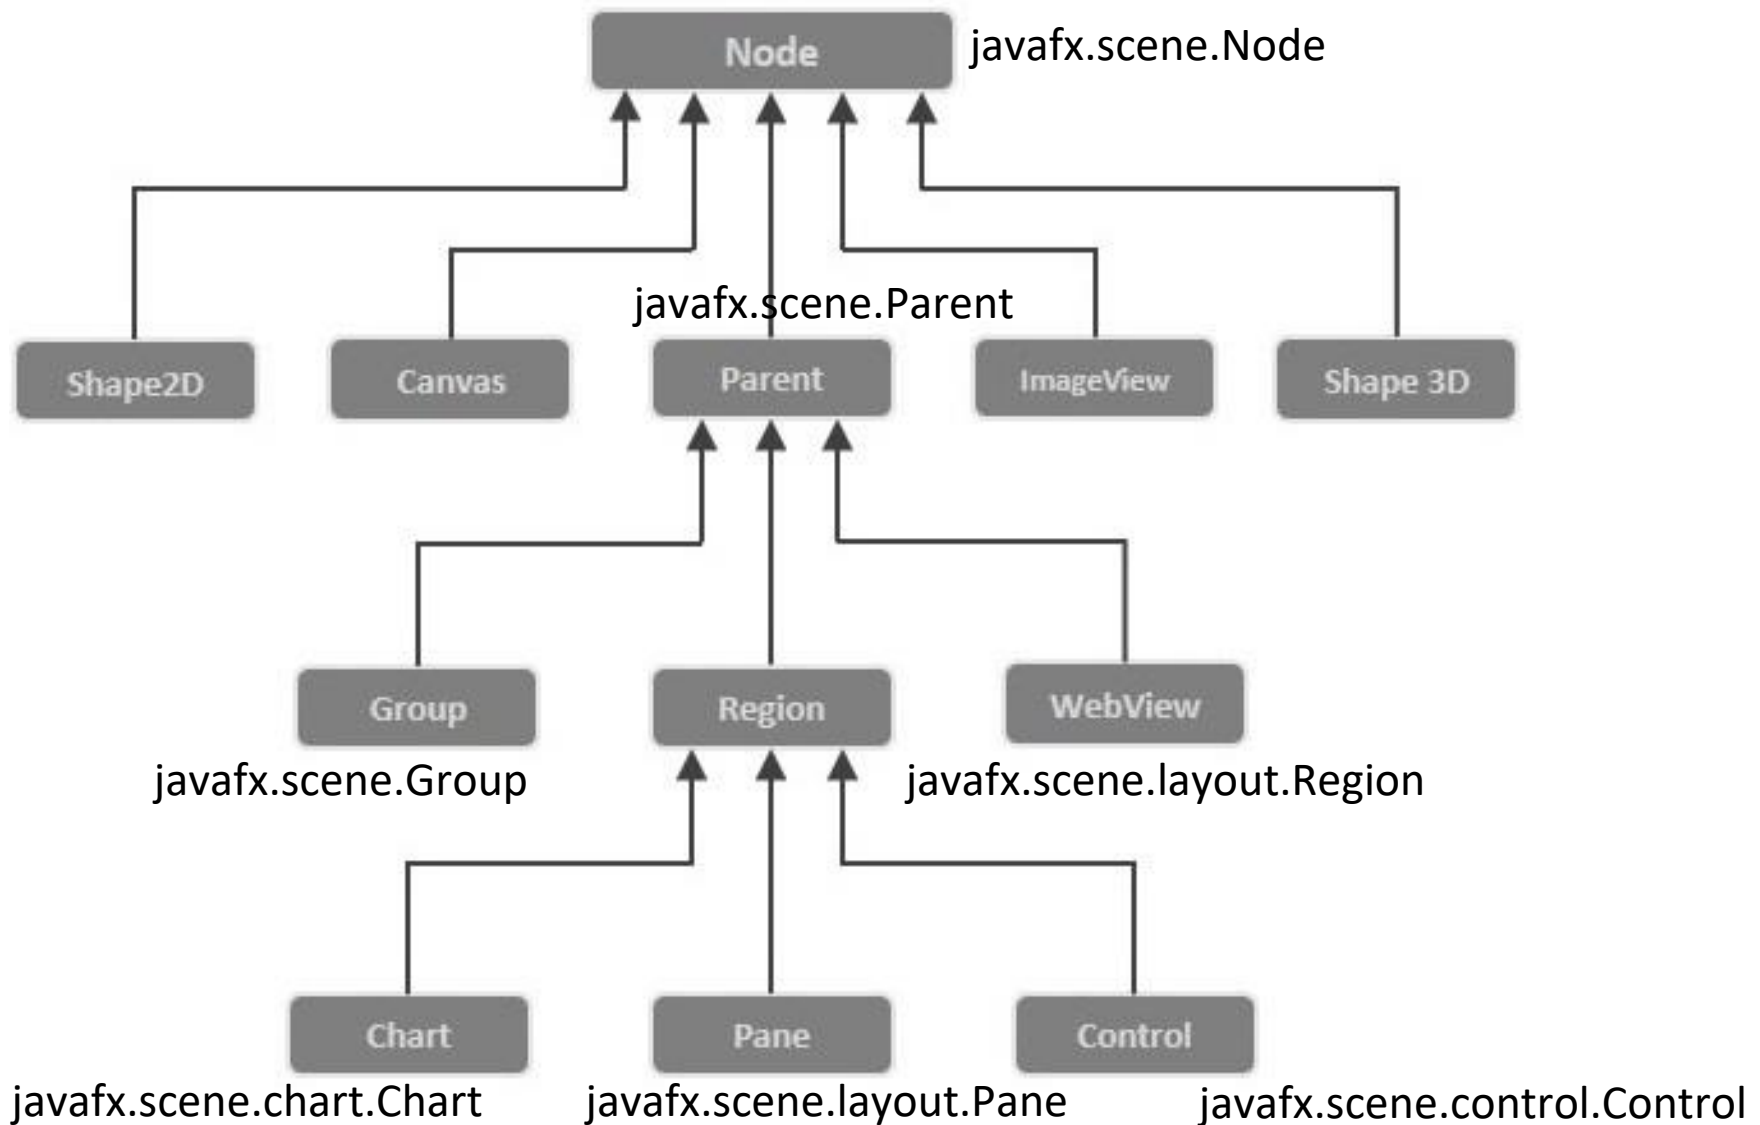 Node
javafx.scene.Node
javafx.scene.Parent
Shape2D
Canvas
Parent
ImageView
Shape 3D
Group
Region
WebView
javafx.scene.Group
javafx.scene.layout.Region
Chart
Pane
Control
javafx.scene.chart.Chart
javafx.scene.layout.Pane
javafx.scene.control.Control